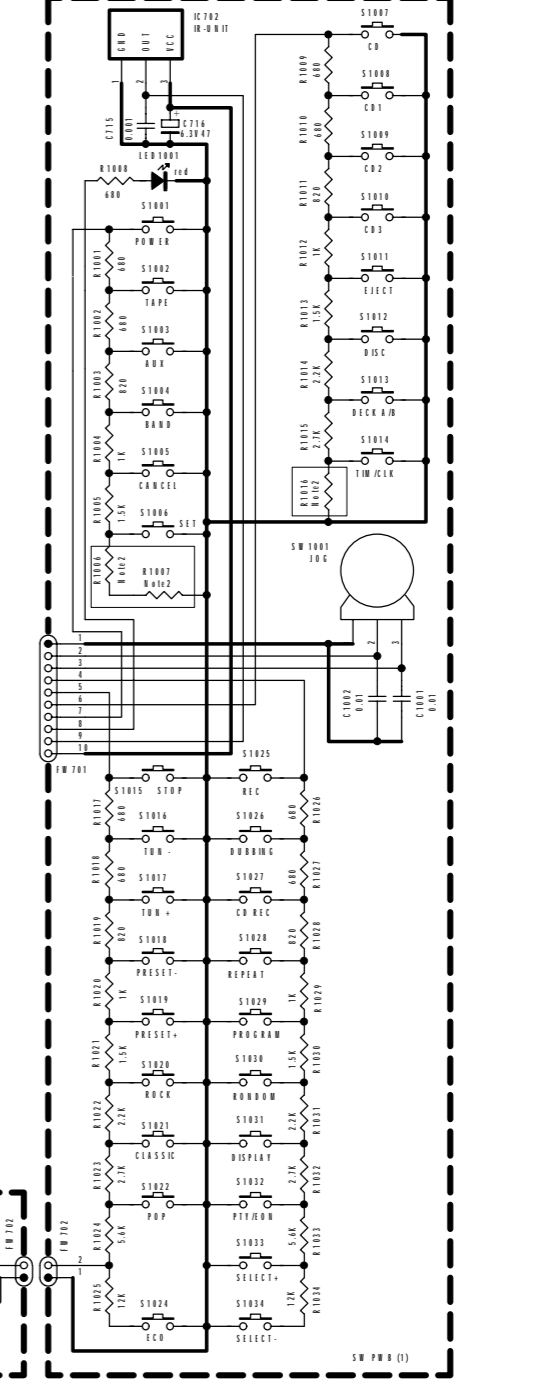 IC702
IR-UNIT
GND
OUT
VCC
1
2
3
C715
0.001
+
C716
6.3V47
LED1001
red
R1008
680
S1001
POWER
R1001
680
S1002
TAPE
R1002
680
S1003
AUX
R1003
820
S1004
BAND
R1004
1K
S1005
CANCEL
R1005
1.5K
S1006
SET
R1006
Note2
R1007
Note2
S1007
CD
R1009
680
S1008
CD1
R1010
680
S1009
CD2
R1011
820
S1010
CD3
R1012
1K
S1011
EJECT
R1013
1.5K
S1012
DISC
R1014
2.2K
S1013
DECK A/B
R1015
2.7K
S1014
TIM/CLK
R1016
Note2
SW1001
JOG
2
3
C1002
0.01
C1001
0.01
1
2
3
4
5
6
7
8
9
10
FW701
S1015 STOP
R1017
680
S1016
TUN -
R1018
680
S1017
TUN +
R1019
820
S1018
PRESET-
R1020
1K
S1019
PRESET+
R1021
1.5K
S1020
ROCK
R1022
2.2K
S1021
CLASSIC
R1023
2.7K
S1022
POP
R1024
5.6K
R1025
12K
S1024
ECO
S1025
REC
680
R1026
S1026
DUBBING
680
R1027
S1027
CD REC
820
R1028
S1028
REPEAT
1K
R1029
S1029
PROGRAM
1.5K
R1030
S1030
RONDOM
2.2K
R1031
S1031
DISPLAY
2.7K
R1032
S1032
PTY/EON
5.6K
R1033
S1033
SELECT+
12K
R1034
S1034
SELECT-
FW702
FW702
2
1
SW PWB (1)